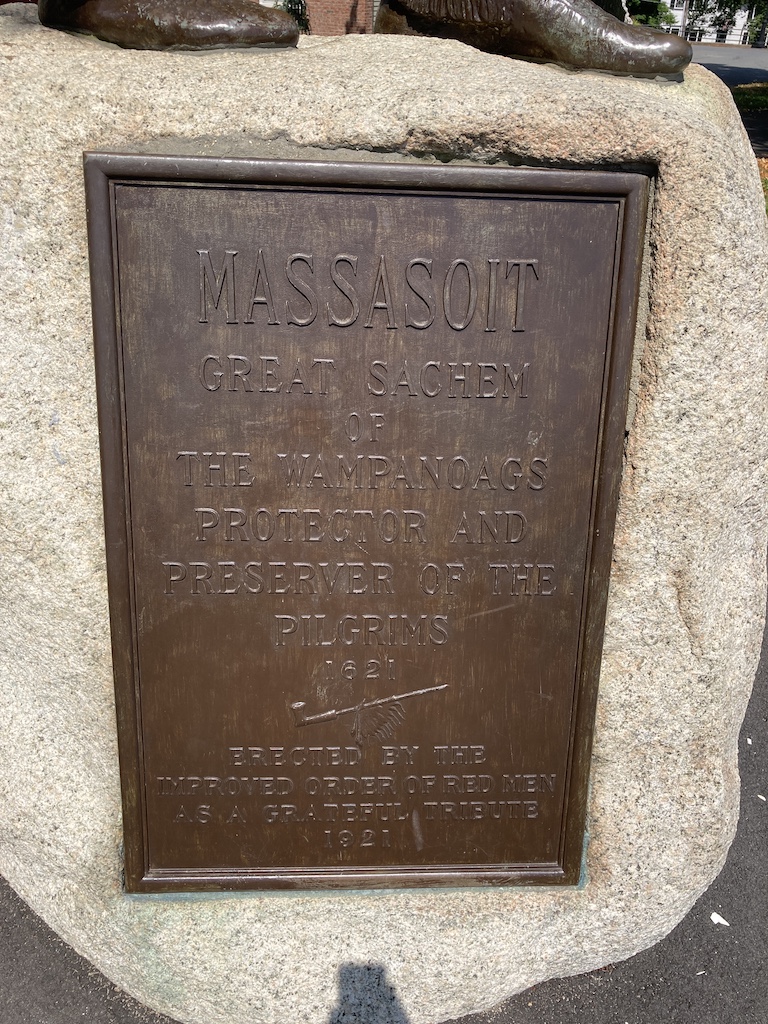 MASSASOIT
GREAT SACHEM
OF
THE WAMPANOAGS
PROTECTOR AND
PRESERVER OF THE
PILGRIMS
1621
ERECTED BY THE
IMPROVED ORDER OF RED MEN
AS A GRATEFUL TRIBUTE
1921